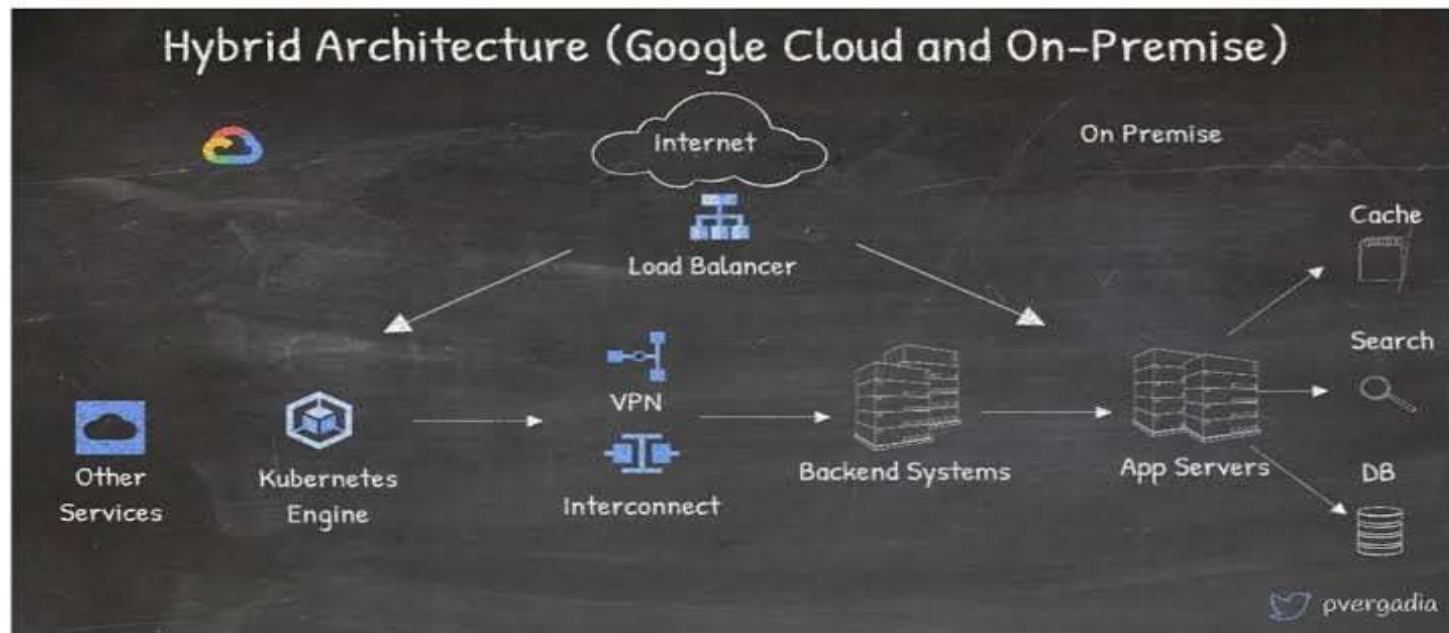 Hybrid Architecture (Google Cloud and On-Premise)
internet
On Premise
Load Balancer
Cache
Search
VPN
Other
Services
Kubernetes
Engine
Interconnect
Backend Systems
App Servers
DB
pvergadia